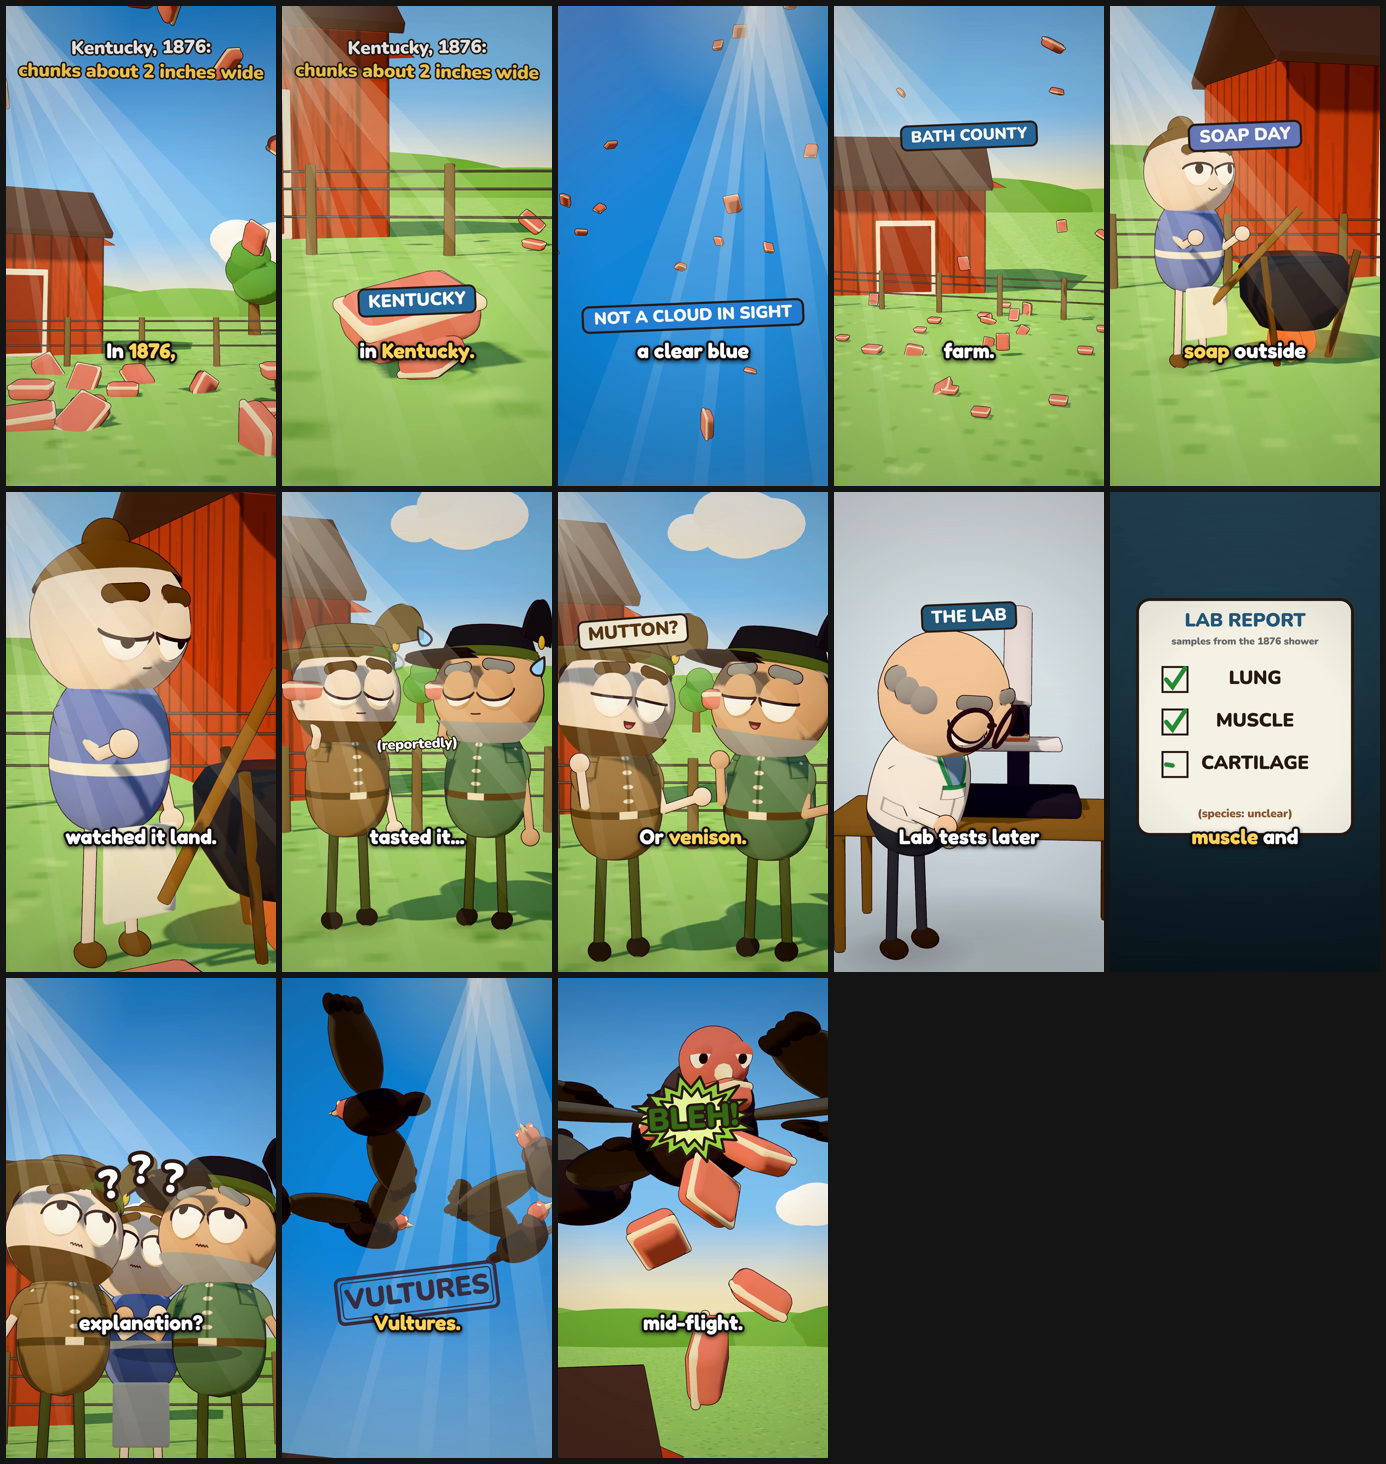 Kentucky, 1876:
chunks about 2 inches wide
In 1876,
Kentucky, 1876:
chunks about 2 inches wide
KENTUCKY
in Kentucky.
NOT A CLOUD IN SIGHT
a clear blue
BATH COUNTY
farm.
SOAP DAY
soap outside
watched it land.
(reportedly)
tasted it...
MUTTON?
Or venison.
THE LAB
Lab tests later
LAB REPORT
samples from the 1876 shower
LUNG
MUSCLE
CARTILAGE
(species: unclear)
muscle and
? ? ?
explanation?
VULTURES
Vultures.
BLEH!
mid-flight.